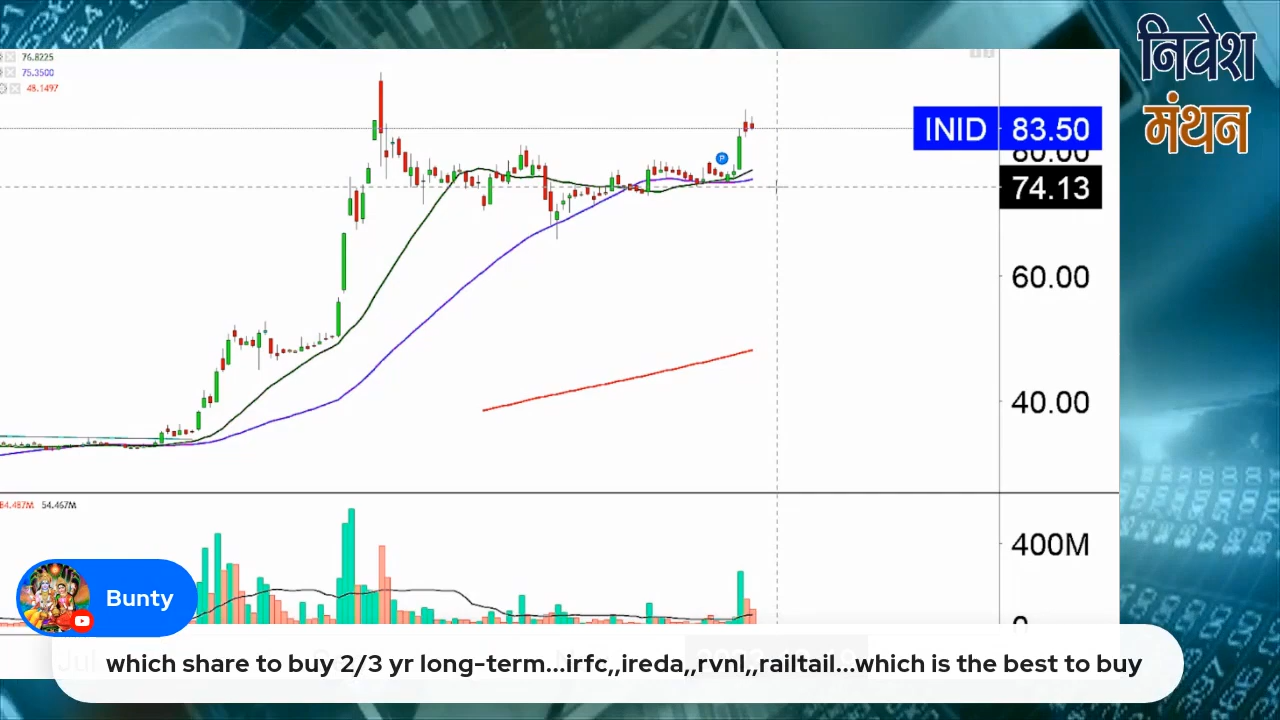 निवेश
मंथन
76.8225
75.3500
48.1497
INID 83.50
80.00
74.13
60.00
40.00
54.467M
400M
0
Bunty
which share to buy 2/3 yr long-term...irfc,,ireda,,rvnl,,railtail...which is the best to buy